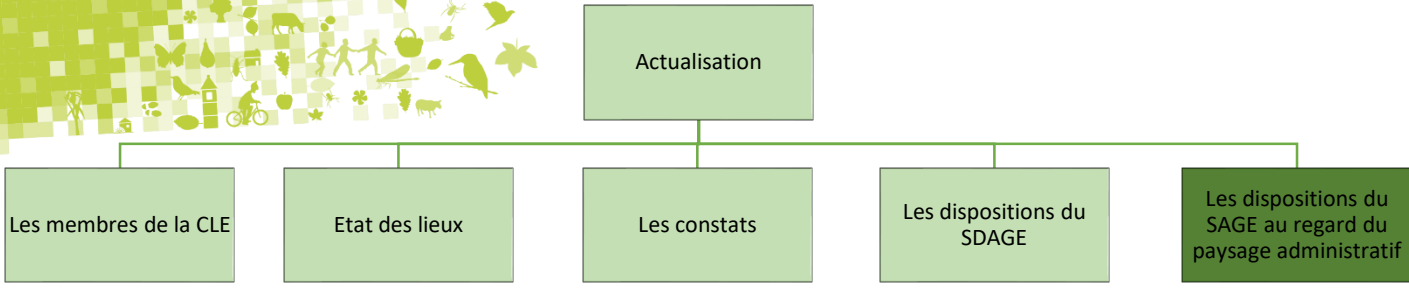 Actualisation
Les membres de la CLE
Etat des lieux
Les constats
Les dispositions du
SDAGE
Les dispositions du
SAGE au regard du
paysage administratif